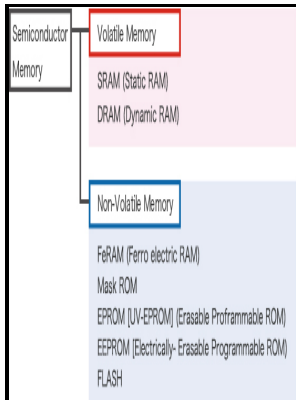 Semiconductor
Memory
Volatile Memory
SRAM (Static RAM)
DRAM (Dynamic RAM)
Non-Volatile Memory
FeRAM (Ferro electric RAM)
Mask ROM
EPROM [UV-EPROM] (Erasable Proframmable ROM)
EEPROM [Electrically- Erasable Programmable ROM)
FLASH